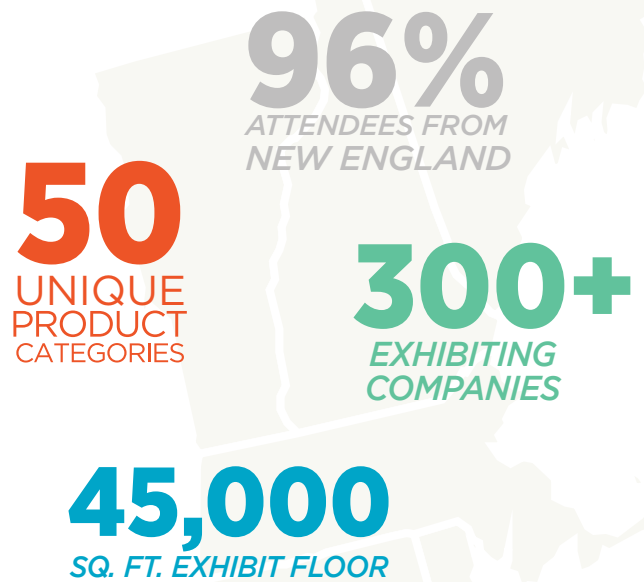 96%
ATTENDEES FROM
NEW ENGLAND
50
UNIQUE
PRODUCT
CATEGORIES
300+
EXHIBITING
COMPANIES
45,000
SQ. FT. EXHIBIT FLOOR